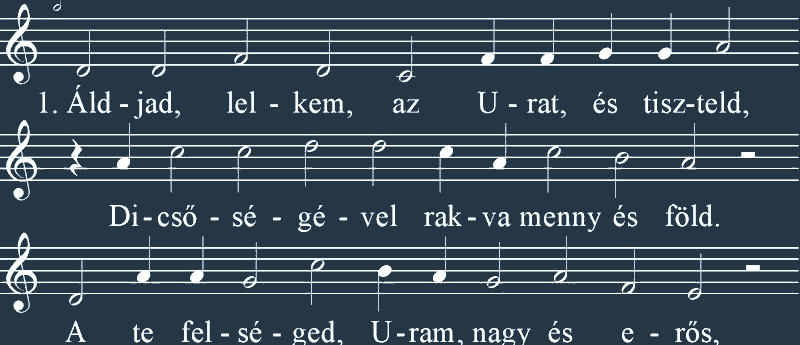 1. Áld - jad, lel - kem, az U - rat, és tisz-teld,
Di - cső - sé - gé - vel rak - va menny és föld.
A te fel - sé - ged, U - ram, nagy és e - rős,